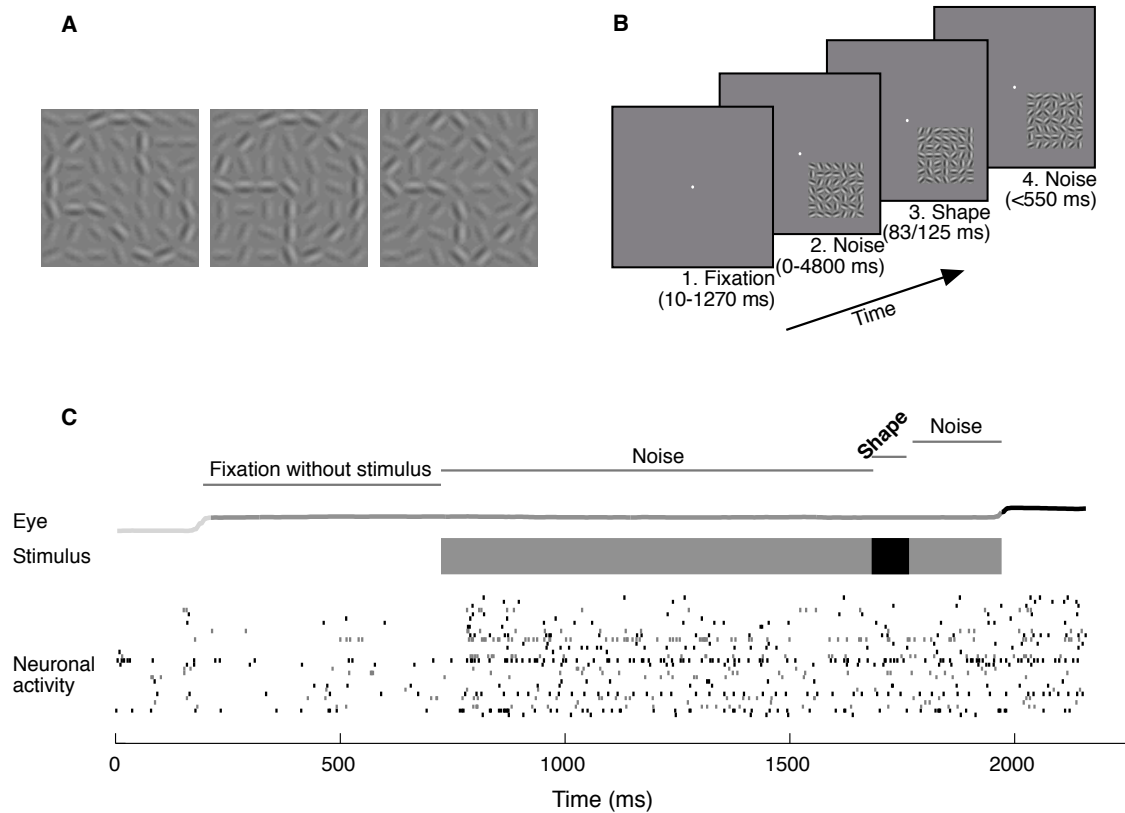 A
B
1. Fixation
(10-1270 ms)
2. Noise
(0-4800 ms)
3. Shape
(83/125 ms)
4. Noise
(<550 ms)
Time
C
Fixation without stimulus
Noise
Shape
Noise
Eye
Stimulus
Neuronal
activity
0 500 1000 1500 2000
Time (ms)